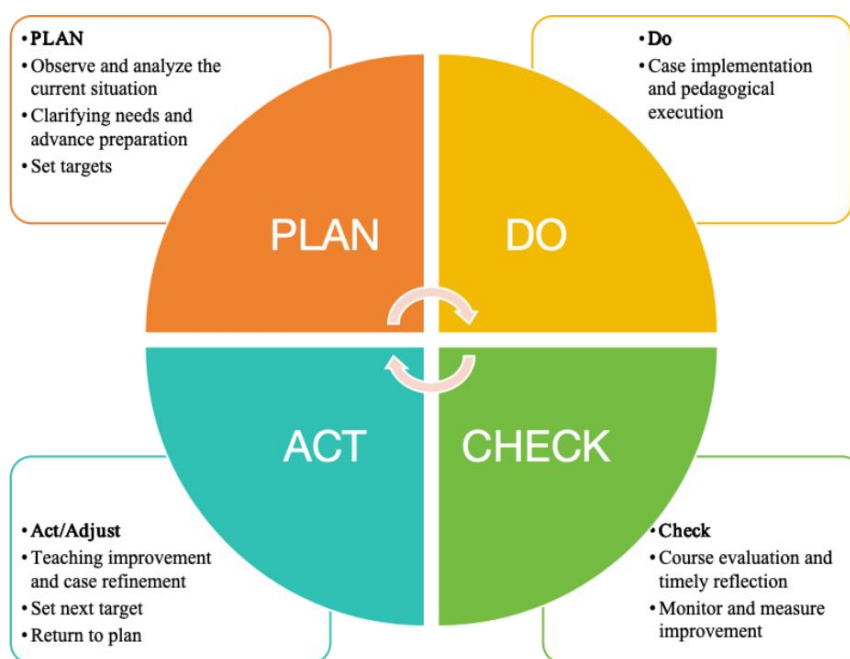 • PLAN
• Observe and analyze the
current situation
• Clarifying needs and
advance preparation
• Set targets
• Do
• Case implementation
and pedagogical
execution
PLAN
DO
ACT
CHECK
• Act/Adjust
• Teaching improvement
and case refinement
• Set next target
• Return to plan
• Check
• Course evaluation and
timely reflection
• Monitor and measure
improvement